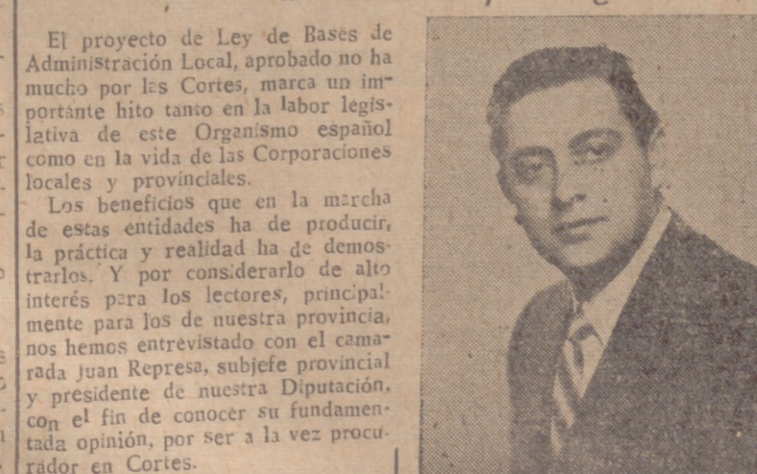 El proyecto de Ley de Bases de
Administración Local, aprobado no ha
mucho por las Cortes, marca un im-
portante hito tanto en la labor legis-
lativa de este Organismo español
como en la vida de las Corporaciones
locales y provinciales.
Los beneficios que en la marcha
de estas entidades ha de producir,
la práctica y realidad ha de demos-
trarlos. Y por considerarlo de alto
interés para los lectores, principal-
mente para los de nuestra provincia,
nos hemos entrevistado con el cama-
rada Juan Represa, subjefe provincial
y presidente de nuestra Diputación,
con el fin de conocer su fundamen-
tada opinión, por ser a la vez procu-
rador en Cortes.